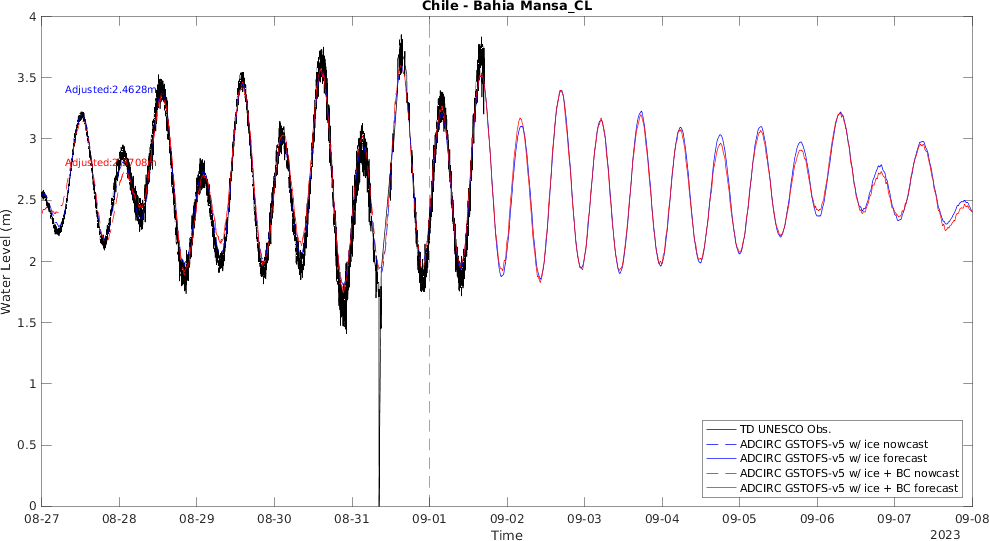 Chile - Bahia Mansa_CL
Water Level (m)
4
3.5
3
2.5
2
1.5
1
0.5
0
Adjusted:2.4628m
TD UNESCO Obs.
ADCIRC GSTOFS-v5 w/ ice nowcast
ADCIRC GSTOFS-v5 w/ ice forecast
ADCIRC GSTOFS-v5 w/ ice + BC nowcast
ADCIRC GSTOFS-v5 w/ ice + BC forecast
08-27 08-28 08-29 08-30 08-31 09-01 09-02 09-03 09-04 09-05 09-06 09-07 09-08
Time
2023